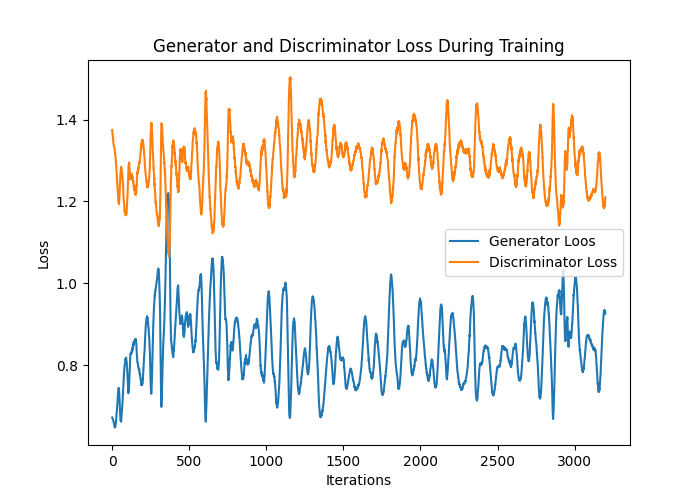 Generator and Discriminator Loss During Training
Loss
1.4
1.2
1.0
0.8
Generator Loos
Discriminator Loss
0
500
1000
1500
2000
2500
3000
Iterations